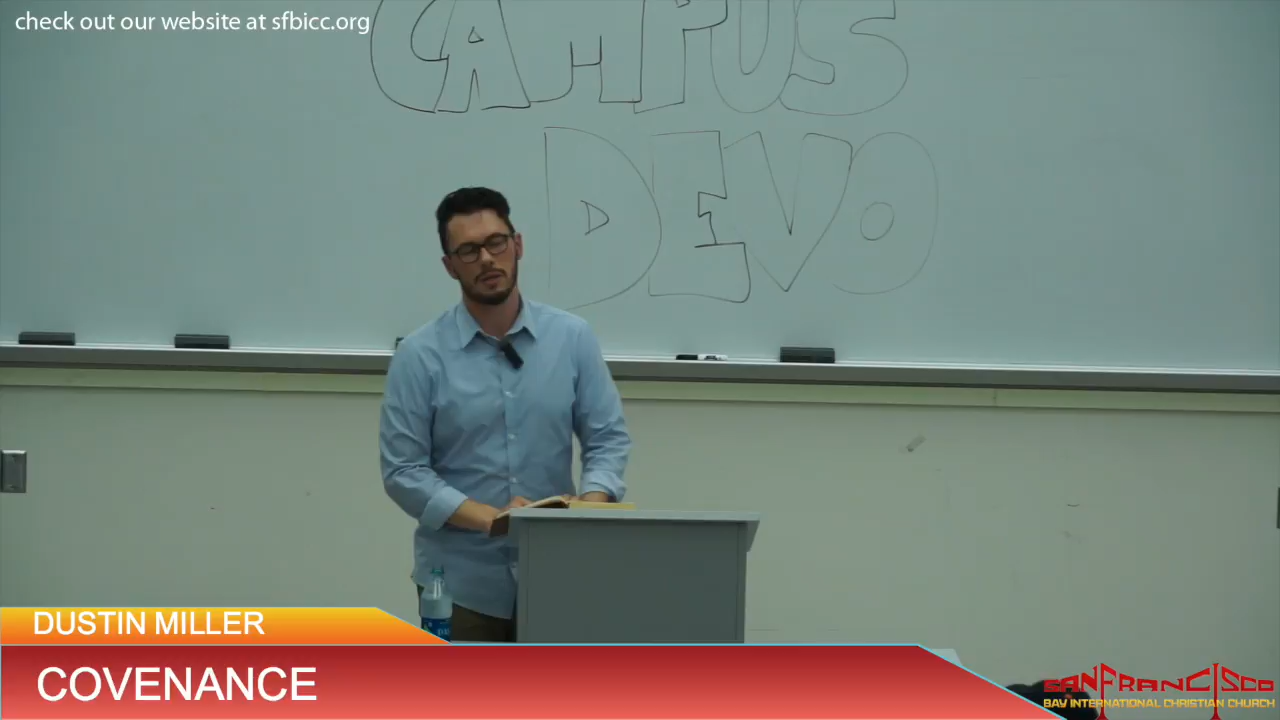 check out our website at sfbicc.org
CAMPUS
DEVO
DUSTIN MILLER
COVENANCE
SAN FRANCISCO
BAY INTERNATIONAL CHRISTIAN CHURCH